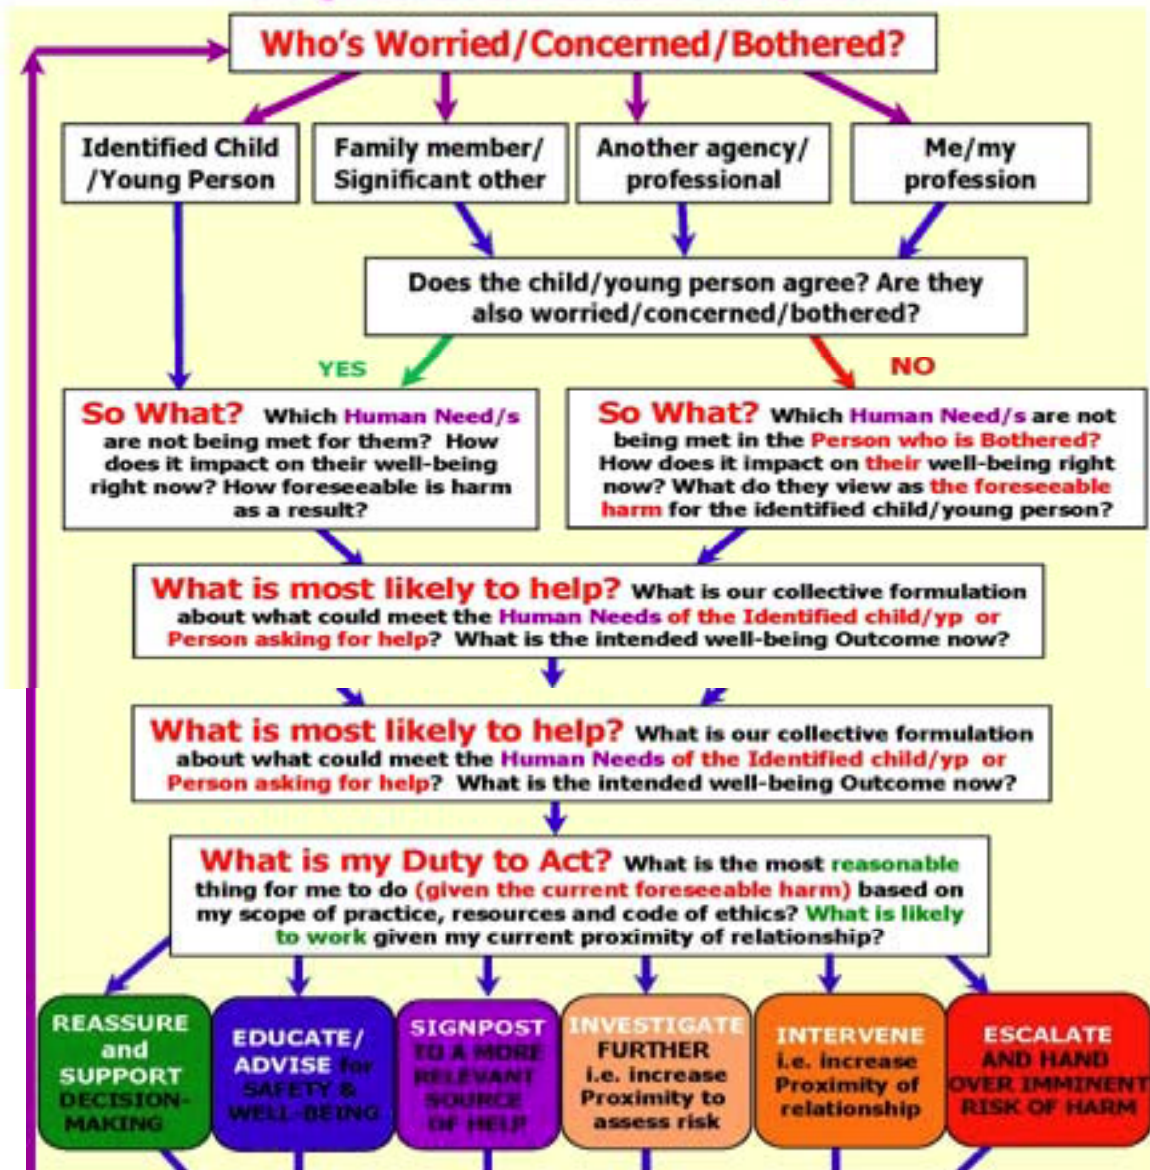 Who's Worried/Concerned/Bothered?
Identified Child
/Young Person
Family member/
Significant other
Another agency/
professional
Me/my
profession
Does the child/young person agree? Are they
also worried/concerned/bothered?
YES
NO
So What? Which Human Need/s
are not being met for them? How
does it impact on their well-being
right now? How foreseeable is harm
as a result?
So What? Which Human Need/s are not
being met in the Person who is Bothered?
How does it impact on their well-being right
now? What do they view as the foreseeable
harm for the identified child/young person?
What is most likely to help? What is our collective formulation
about what could meet the Human Needs of the Identified child/yp or
Person asking for help? What is the intended well-being Outcome now?
What is most likely to help? What is our collective formulation
about what could meet the Human Needs of the Identified child/yp or
Person asking for help? What is the intended well-being Outcome now?
What is my Duty to Act? What is the most reasonable
thing for me to do (given the current foreseeable harm) based on
my scope of practice, resources and code of ethics? What is likely
to work given my current proximity of relationship?
REASSURE
and
SUPPORT
DECISION-
MAKING
EDUCATE/
ADVISE for
SAFETY &
WELL-BEING
SIGNPOST
TO A MORE
RELEVANT
SOURCE
OF HELP
INVESTIGATE
FURTHER
i.e. increase
Proximity to
assess risk
INTERVENE
i.e. increase
Proximity of
relationship
ESCALATE
AND HAND
OVER IMMINENT
RISK OF HARM